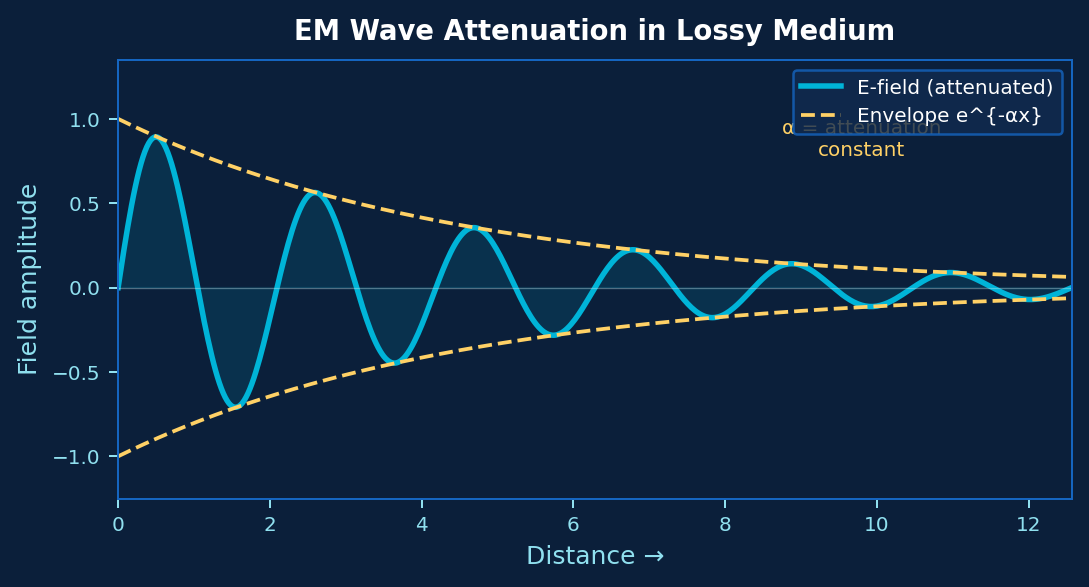 EM Wave Attenuation in Lossy Medium
E-field (attenuated)
Envelope e^{-αx}
α = attenuation
constant
Field amplitude
1.0
0.5
0.0
−0.5
−1.0
0 2 4 6 8 10 12
Distance →